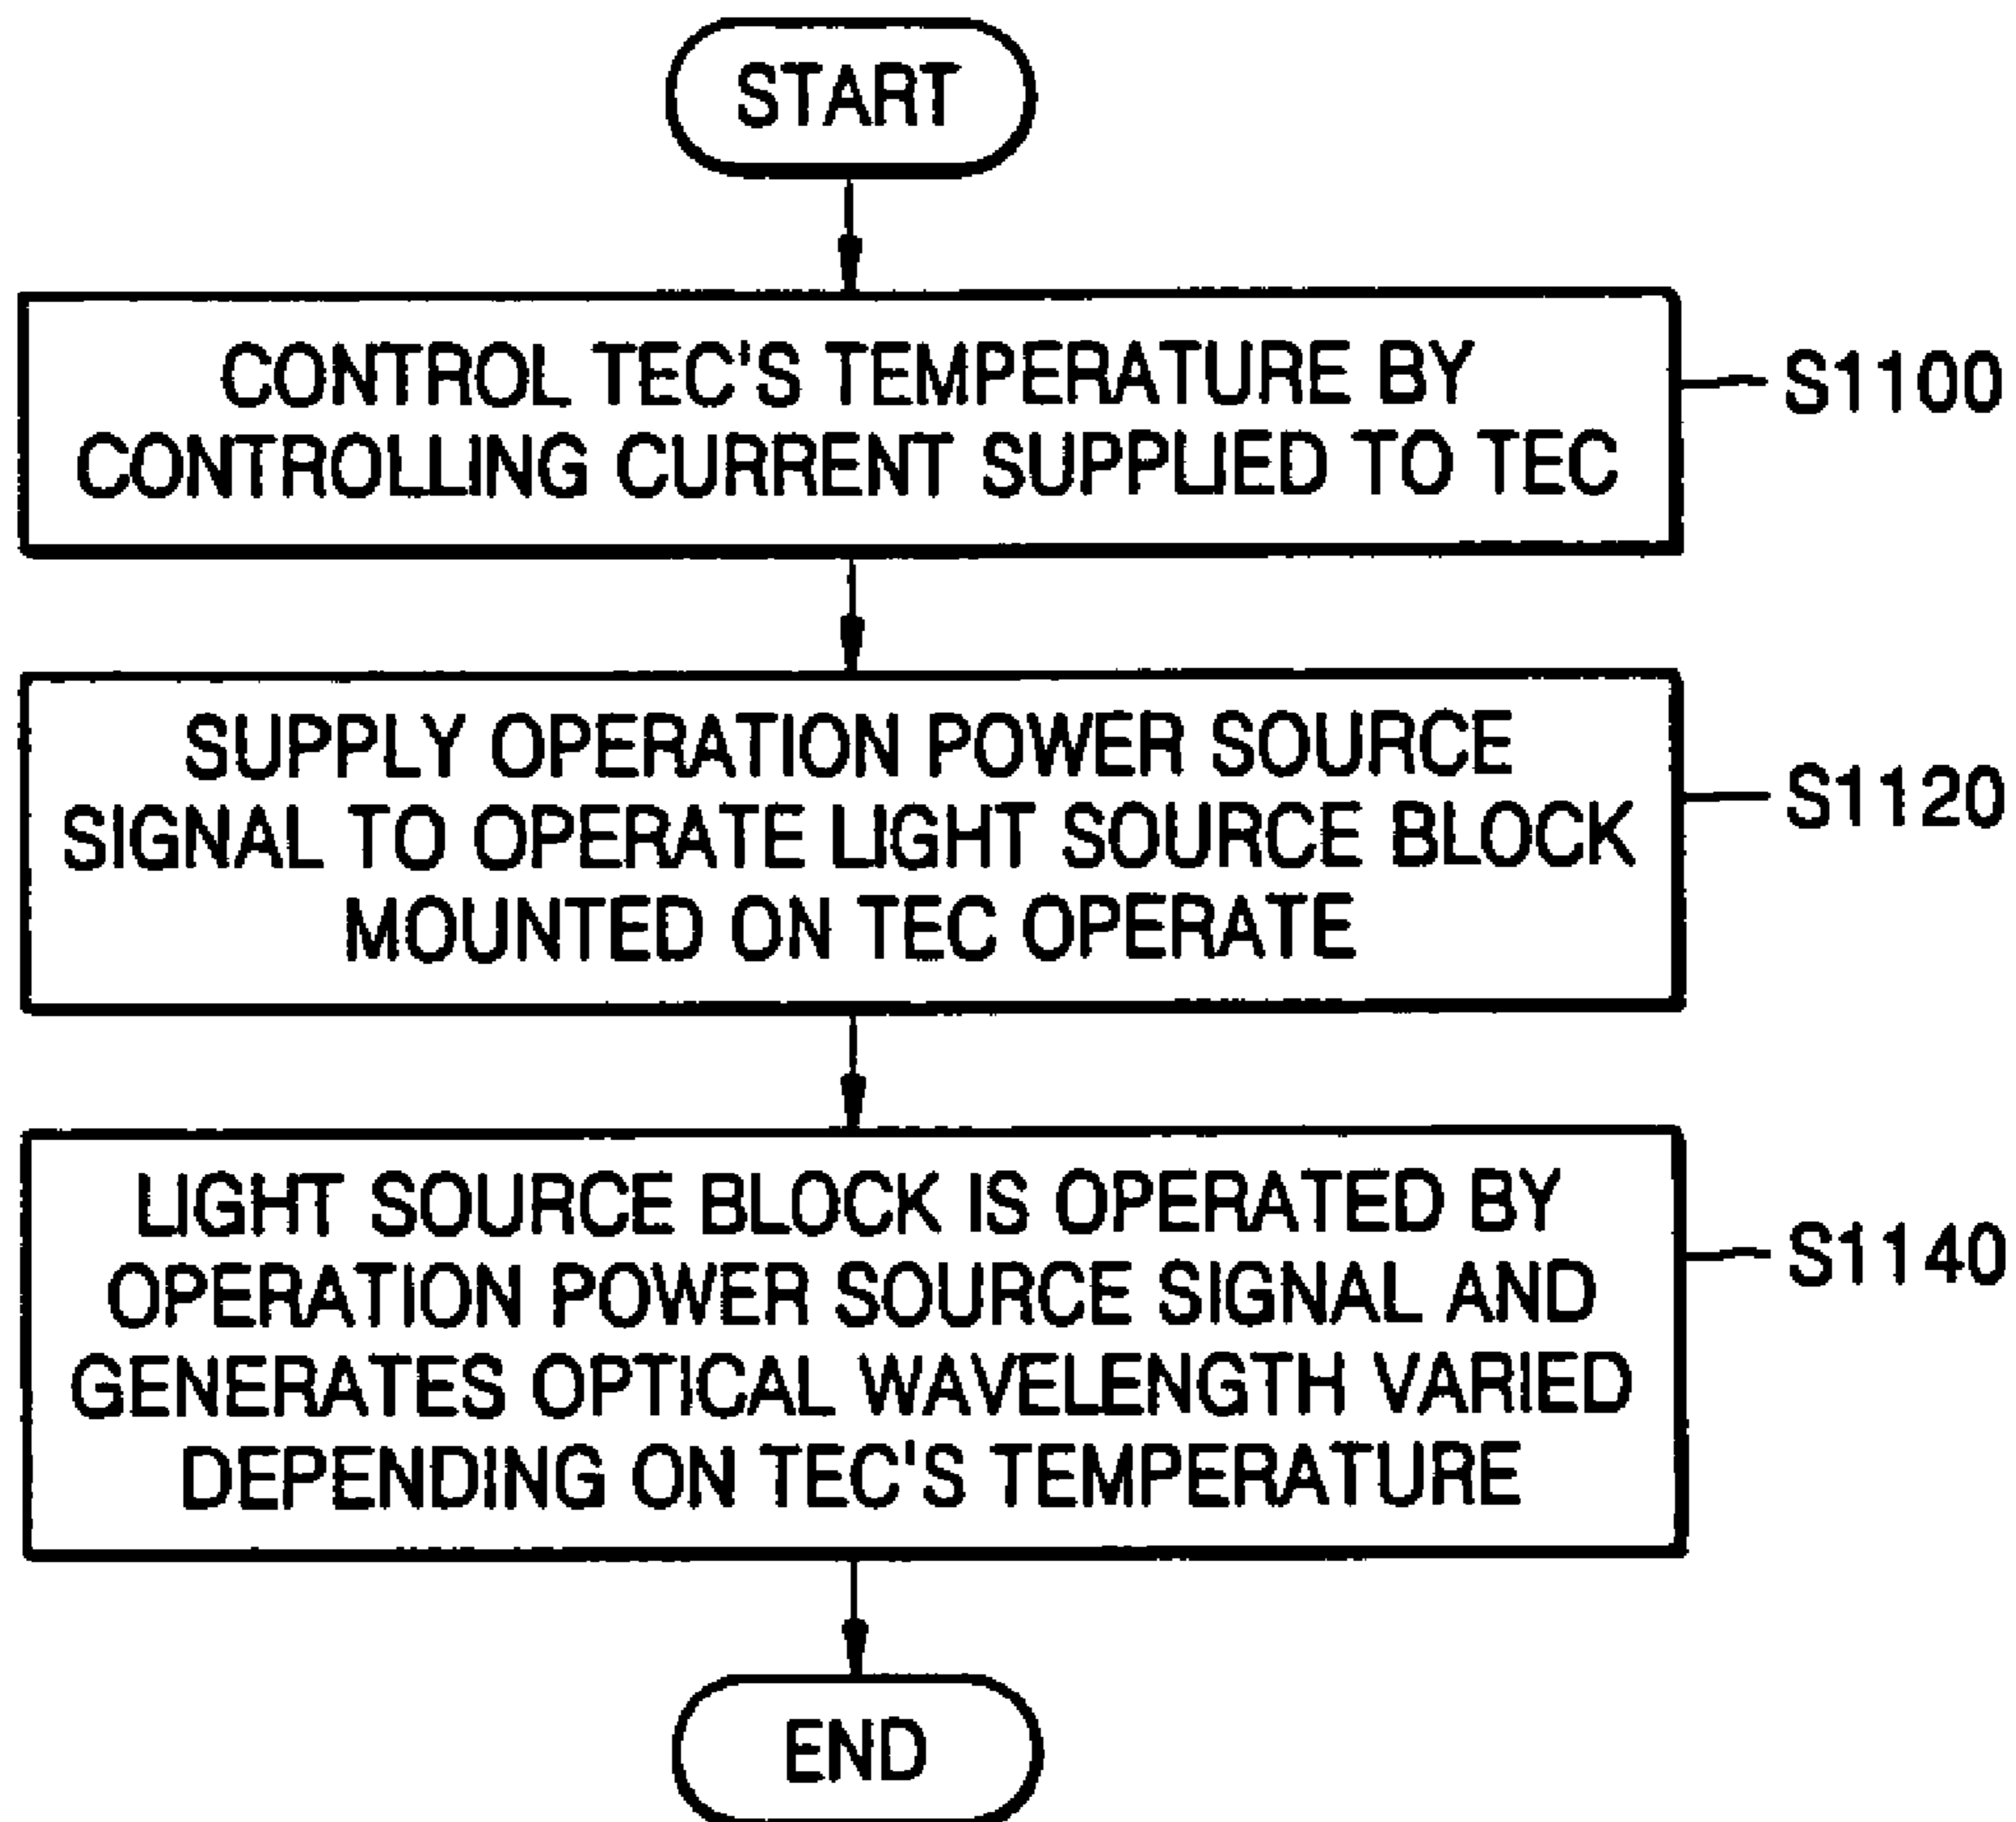 START
CONTROL TEC'S TEMPERATURE BY
CONTROLLING CURRENT SUPPLIED TO TEC
S1100
SUPPLY OPERATION POWER SOURCE
SIGNAL TO OPERATE LIGHT SOURCE BLOCK
MOUNTED ON TEC OPERATE
S1120
LIGHT SOURCE BLOCK IS OPERATED BY
OPERATION POWER SOURCE SIGNAL AND
GENERATES OPTICAL WAVELENGTH VARIED
DEPENDING ON TEC'S TEMPERATURE
S1140
END